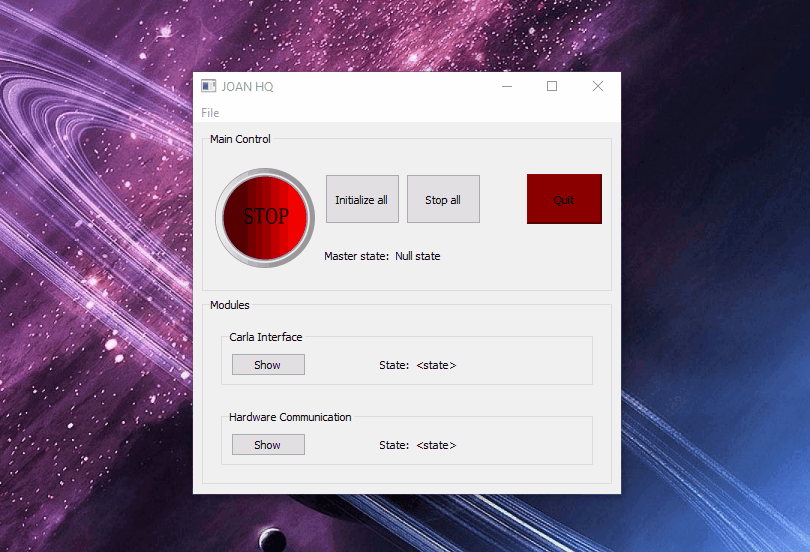 JOAN HQ
File
Main Control
STOP
Initialize all
Stop all
Quit
Master state: Null state
Modules
Carla Interface
Show
State: <state>
Hardware Communication
Show
State: <state>